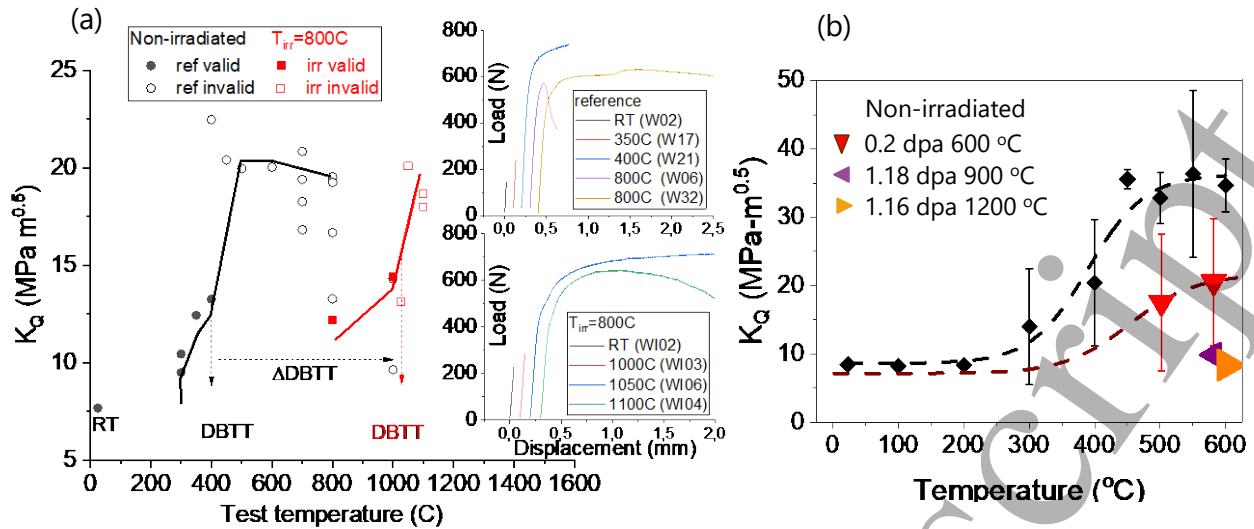 (a)
Non-irradiated
T_irr=800C
ref valid
irr valid
ref invalid
irr invalid
25
20
15
10
5
K_Q (MPa m^0.5)
RT
DBTT
ΔDBTT
DBTT
0 200 400 600 800 1000 1200 1400 1600
Test temperature (C)
800
600
400
200
0
Load (N)
reference
RT (W02)
350C (W17)
400C (W21)
800C (W06)
800C (W32)
0,0 0,5 1,0 1,5 2,0 2,5
800
600
400
200
0
Load (N)
T_irr=800C
RT (WI02)
1000C (WI03)
1050C (WI06)
1100C (WI04)
0,0 0,5 1,0 1,5 2,0
Displacement (mm)
(b)
Non-irradiated
0.2 dpa 600 °C
1.18 dpa 900 °C
1.16 dpa 1200 °C
50
40
30
20
10
0
K_Q (MPa-m^0.5)
0 100 200 300 400 500 600
Temperature (°C)
script